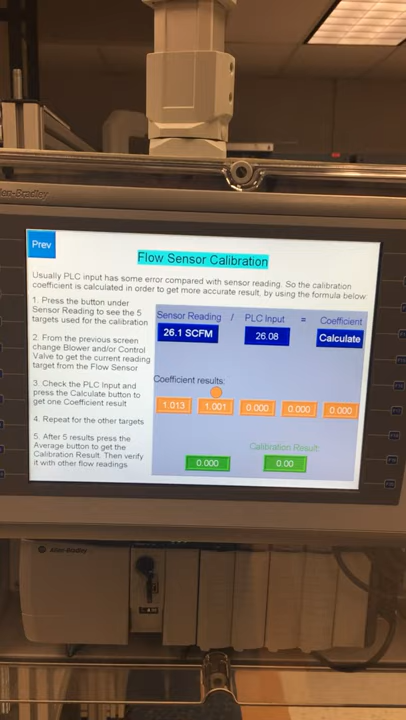 Allen-Bradley
Prev
Flow Sensor Calibration
Usually PLC input has some error compared with sensor reading. So the calibration
coefficient is calculated in order to get more accurate result, by using the formula below
1. Press the button under
Sensor Reading to see the 5
targets used for the calibration
2. From the previous screen
change Blower and/or Control
Valve to get the current reading
target from the Flow Sensor
3. Check the PLC Input and
press the Calculate button to
get one Coefficient result
4. Repeat for the other targets
5. After 5 results press the
Average button to get the
Calibration Result. Then verify
it with other flow readings
Sensor Reading / PLC Input = Coefficient
26.1 SCFM 26.08 Calculate
Coefficient results:
1.013 1.001 0.000 0.000 0.000
Calibration Result:
0.000 0.00
Allen-Bradley